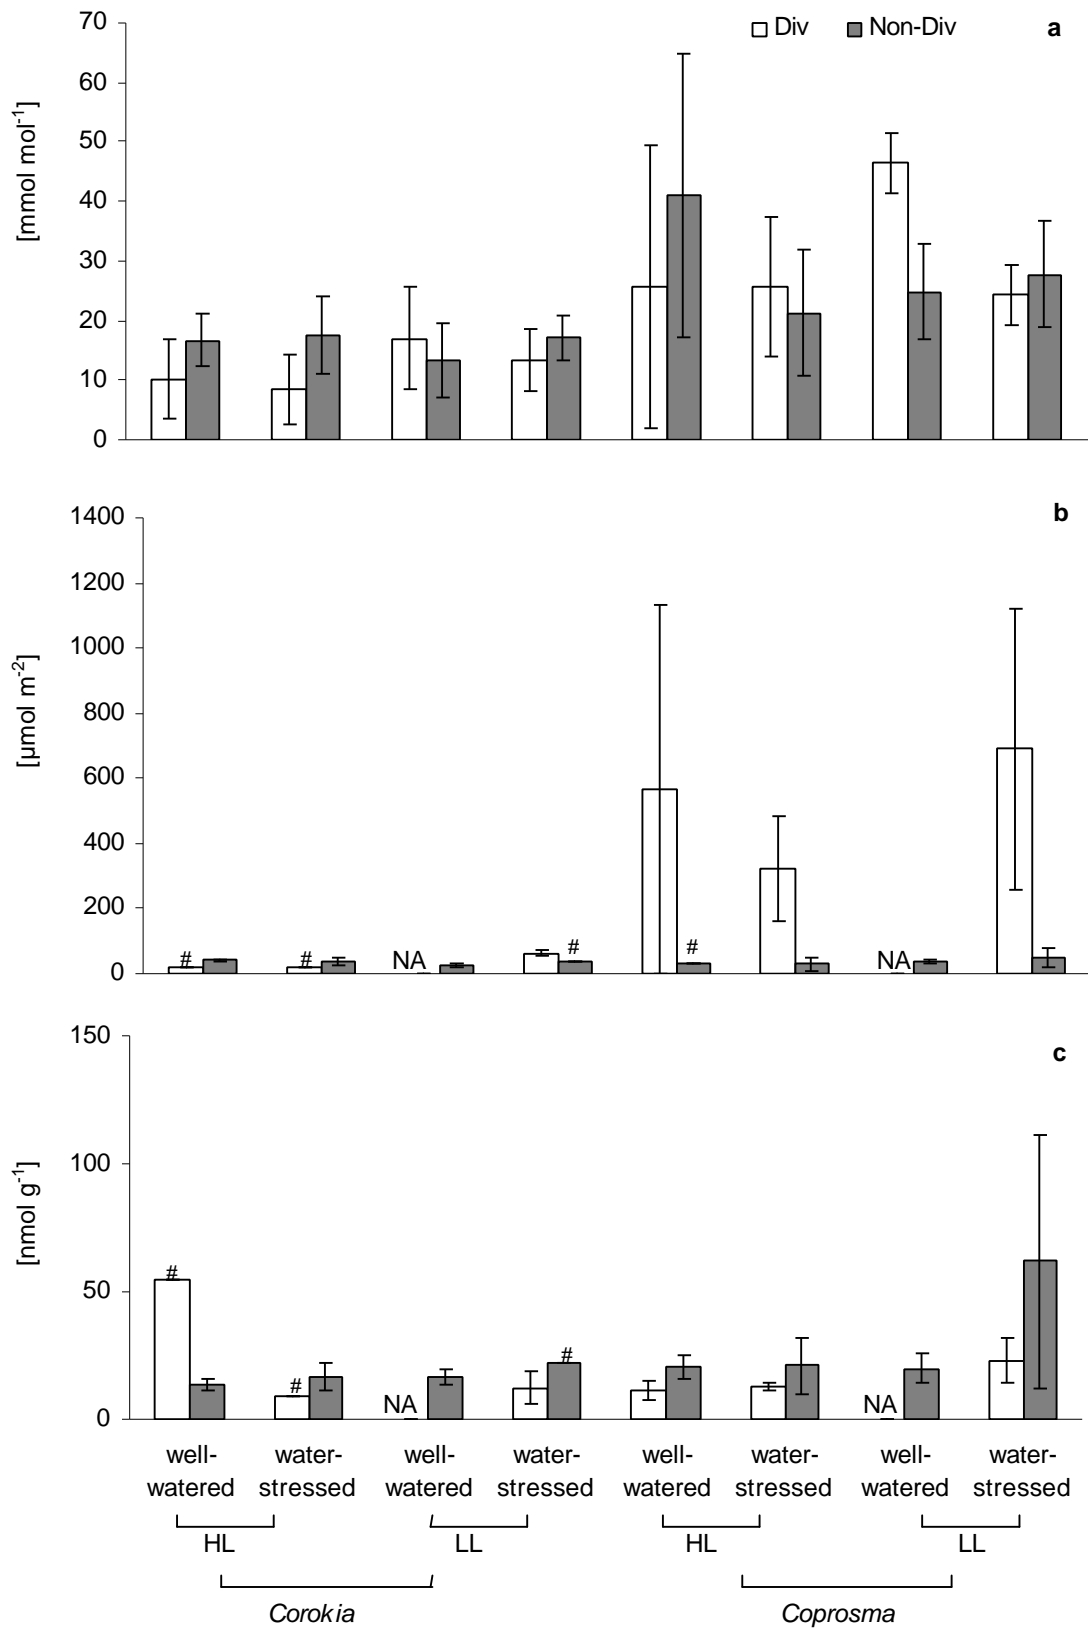 70
60
50
40
30
20
10
0
[mmol mol⁻¹]
Div Non-Div
a
1400
1200
1000
800
600
400
200
0
[µmol m⁻²]
b
# # NA # # NA
150
100
50
0
[nmol g⁻¹]
c
# # NA # NA
well- water- well- water- well- water- well- water-
watered stressed watered stressed watered stressed watered stressed
HL LL HL LL
Corokia Coprosma